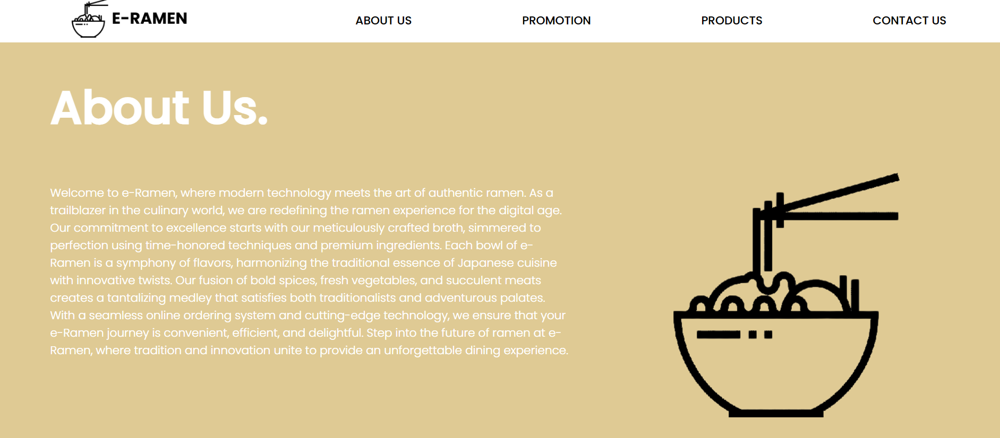 E-RAMEN
ABOUT US
PROMOTION
PRODUCTS
CONTACT US
About Us.
Welcome to e-Ramen, where modern technology meets the art of authentic ramen. As a
trailblazer in the culinary world, we are redefining the ramen experience for the digital age.
Our commitment to excellence starts with our meticulously crafted broth, simmered to
perfection using time-honored techniques and premium ingredients. Each bowl of e-
Ramen is a symphony of flavors, harmonizing the traditional essence of Japanese cuisine
with innovative twists. Our fusion of bold spices, fresh vegetables, and succulent meats
creates a tantalizing medley that satisfies both traditionalists and adventurous palates.
With a seamless online ordering system and cutting-edge technology, we ensure that your
e-Ramen journey is convenient, efficient, and delightful. Step into the future of ramen at e-
Ramen, where tradition and innovation unite to provide an unforgettable dining experience.